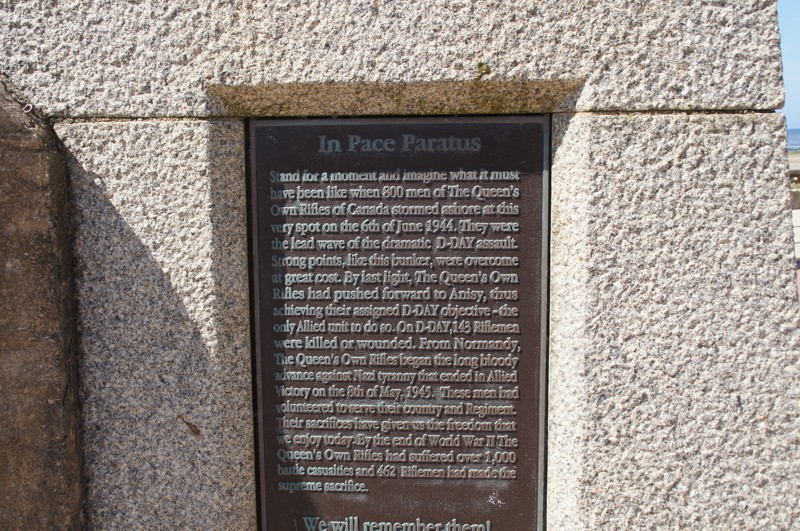 In Pace Paratus
Stand for a moment and imagine what it must
have been like when 800 men of The Queen's
Own Rifles of Canada stormed ashore at this
very spot on the 6th of June 1944. They were
the lead wave of the dramatic D-DAY assault.
Strong points, like this bunker, were overcome
at great cost. By last light, The Queen's Own
Rifles had pushed forward to Anisy, thus
achieving their assigned D-DAY objective - the
only Allied unit to do so. On D-DAY, 143 Riflemen
were killed or wounded. From Normandy,
The Queen's Own Rifles began the long bloody
advance against Nazi tyranny that ended in Allied
Victory on the 8th of May, 1945. These men had
volunteered to serve their country and Regiment.
Their sacrifices have given us the freedom that
we enjoy today. By the end of World War II The
Queen's Own Rifles had suffered over 1,000
battle casualties and 462 Riflemen had made the
supreme sacrifice.
We will remember them!